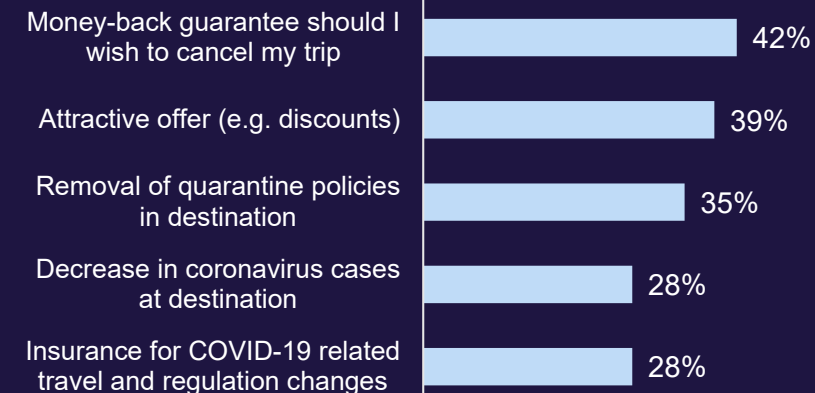 Money-back guarantee should I
wish to cancel my trip
42%
Attractive offer (e.g. discounts)
39%
Removal of quarantine policies
in destination
35%
Decrease in coronavirus cases
at destination
28%
Insurance for COVID-19 related
travel and regulation changes
28%